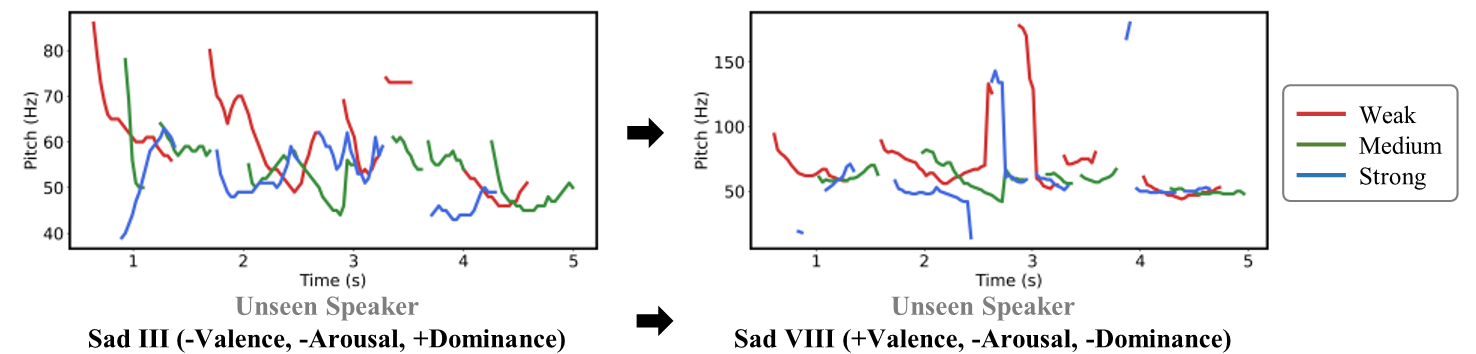 80
70
60
50
40
Pitch (Hz)
1 2 3 4 5
Time (s)
Unseen Speaker
Sad III (-Valence, -Arousal, +Dominance)
150
100
50
Pitch (Hz)
1 2 3 4 5
Time (s)
Unseen Speaker
Sad VIII (+Valence, -Arousal, -Dominance)
Weak
Medium
Strong